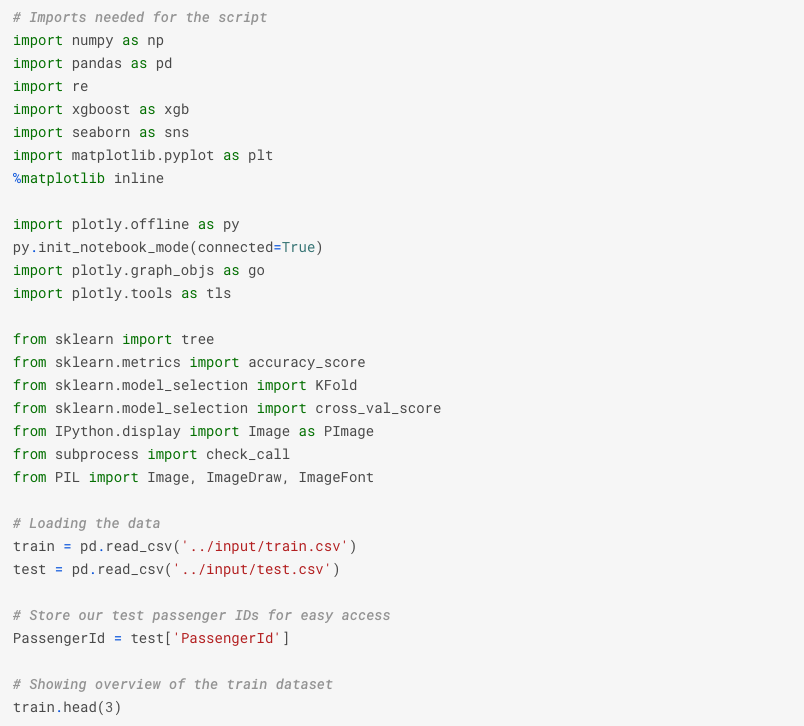 # Imports needed for the script
import numpy as np
import pandas as pd
import re
import xgboost as xgb
import seaborn as sns
import matplotlib.pyplot as plt
%matplotlib inline

import plotly.offline as py
py.init_notebook_mode(connected=True)
import plotly.graph_objs as go
import plotly.tools as tls

from sklearn import tree
from sklearn.metrics import accuracy_score
from sklearn.model_selection import KFold
from sklearn.model_selection import cross_val_score
from IPython.display import Image as PImage
from subprocess import check_call
from PIL import Image, ImageDraw, ImageFont

# Loading the data
train = pd.read_csv('../input/train.csv')
test = pd.read_csv('../input/test.csv')

# Store our test passenger IDs for easy access
PassengerId = test['PassengerId']

# Showing overview of the train dataset
train.head(3)